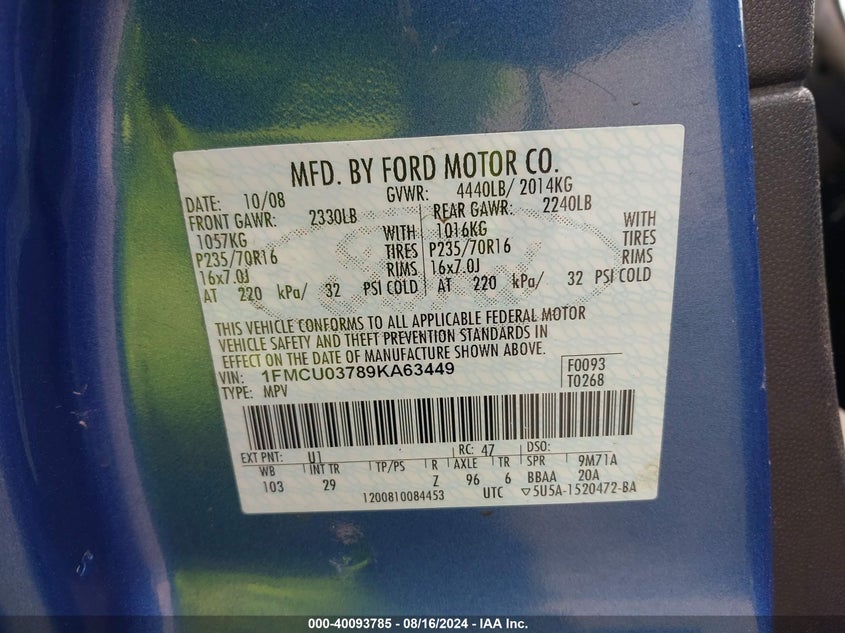 MFD. BY FORD MOTOR CO.
DATE: 10/08 GVWR: 4440LB/ 2014KG
FRONT GAWR: 2330LB REAR GAWR: 2240LB
1057KG WITH 1016KG WITH
P235/70R16 TIRES P235/70R16 TIRES
16x7.0J RIMS 16x7.0J RIMS
AT 220 kPa/ 32 PSI COLD AT 220 kPa/ 32 PSI COLD
THIS VEHICLE CONFORMS TO ALL APPLICABLE FEDERAL MOTOR
VEHICLE SAFETY AND THEFT PREVENTION STANDARDS IN
EFFECT ON THE DATE OF MANUFACTURE SHOWN ABOVE.
VIN: 1FMCU03789KA63449 F0093
TYPE: MPV T0268
EXT PNT: U1 RC: 47 DSO:
WB INT TR TP/PS R AXLE TR SPR 9M71A
103 29 Z 96 6 BBAA 20A
1200810084453 UTC ▽5U5A-1520472-BA
000-40093785 - 08/16/2024 - IAA Inc.